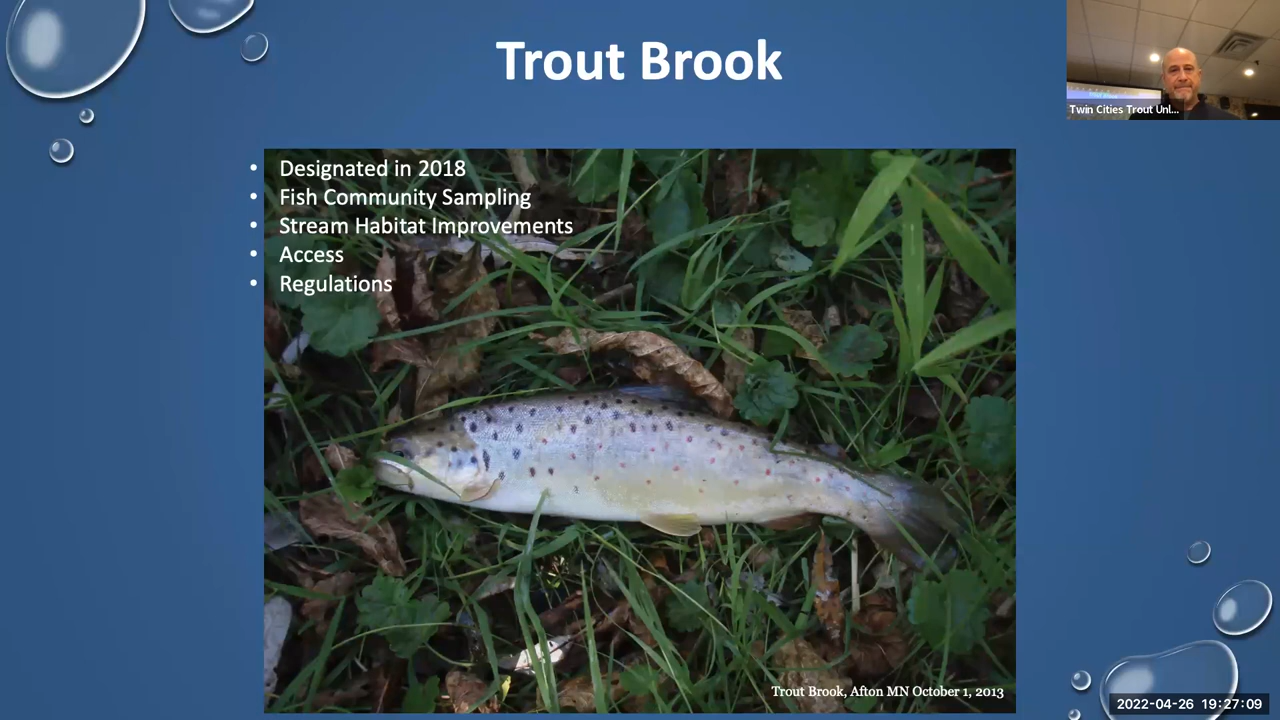 Trout Brook
Twin Cities Trout Unl...
• Designated in 2018
• Fish Community Sampling
• Stream Habitat Improvements
• Access
• Regulations
Trout Brook, Afton MN October 1, 2013
2022-04-26 19:27:09